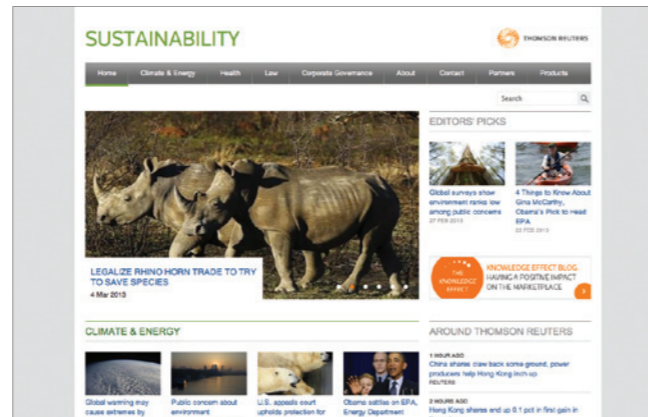 SUSTAINABILITY
THOMSON REUTERS
Home Climate & Energy Health Law Corporate Governance About Contact Partners Products
Search
LEGALIZE RHINO HORN TRADE TO TRY
TO SAVE SPECIES
4 Mar 2013
EDITORS' PICKS
Global surveys show
environment ranks low
among public concerns
27 FEB 2013
4 Things to Know About
Gina McCarthy,
Obama's Pick to Head
EPA
22 FEB 2013
THE
KNOWLEDGE
EFFECT
KNOWLEDGE EFFECT BLOG:
HAVING A POSITIVE IMPACT
ON THE MARKETPLACE
CLIMATE & ENERGY
Global warming may
cause extremes by
Public concern about
environment
U.S. appeals court
upholds protection for
Obama settles on EPA,
Energy Department
AROUND THOMSON REUTERS
1 HOUR AGO
China shares claw back some ground, power
producers help Hong Kong inch up
REUTERS
2 HOURS AGO
Hong Kong shares end up 0.1 pct in first gain in